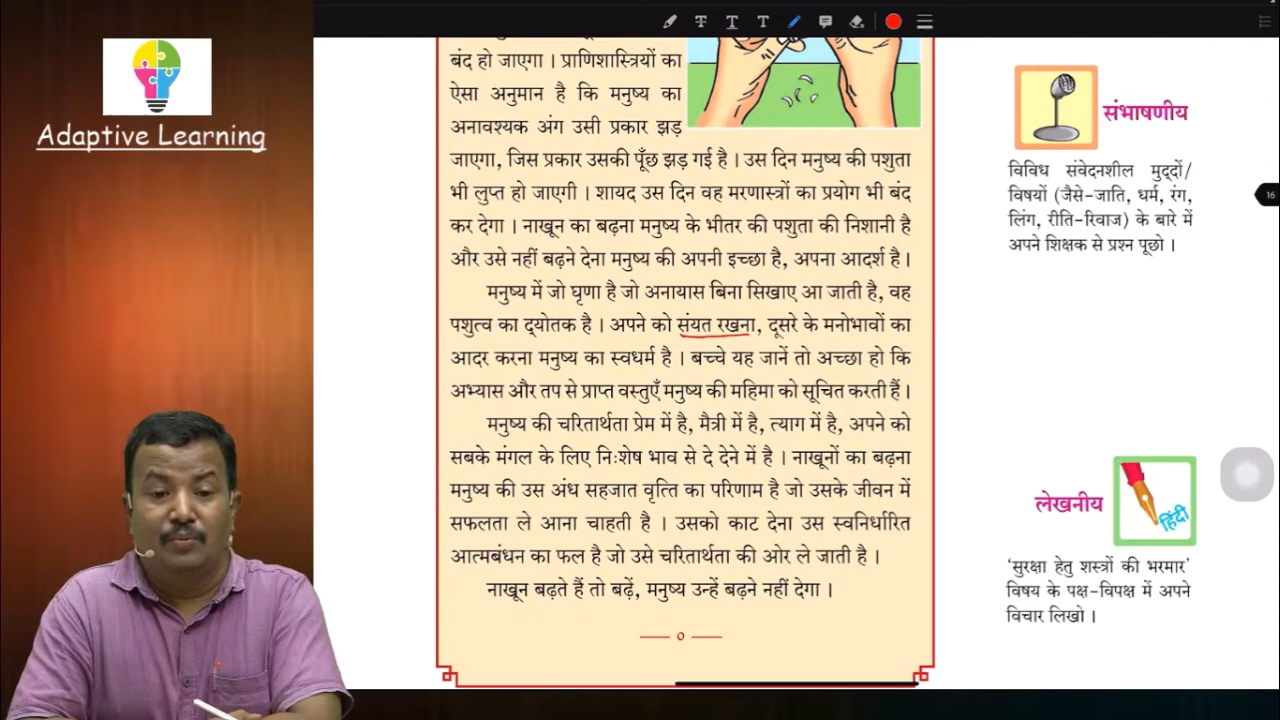 Adaptive Learning
बंद हो जाएगा । प्राणिशास्त्रियों का
ऐसा अनुमान है कि मनुष्य का
अनावश्यक अंग उसी प्रकार झड़
जाएगा, जिस प्रकार उसकी पूँछ झड़ गई है । उस दिन मनुष्य की पशुता
भी लुप्त हो जाएगी । शायद उस दिन वह मरणास्त्रों का प्रयोग भी बंद
कर देगा । नाखून का बढ़ना मनुष्य के भीतर की पशुता की निशानी है
और उसे नहीं बढ़ने देना मनुष्य की अपनी इच्छा है, अपना आदर्श है ।
मनुष्य में जो घृणा है जो अनायास बिना सिखाए आ जाती है, वह
पशुत्व का द्‍योतक है । अपने को संयत रखना, दूसरे के मनोभावों का
आदर करना मनुष्य का स्वधर्म है । बच्चे यह जानें तो अच्छा हो कि
अभ्यास और तप से प्राप्त वस्तुएँ मनुष्य की महिमा को सूचित करती हैं ।
मनुष्य की चरितार्थता प्रेम में है, मैत्री में है, त्याग में है, अपने को
सबके मंगल के लिए निःशेष भाव से दे देने में है । नाखूनों का बढ़ना
मनुष्य की उस अंध सहजात वृत्ति का परिणाम है जो उसके जीवन में
सफलता ले आना चाहती है । उसको काट देना उस स्वनिर्धारित
आत्मबंधन का फल है जो उसे चरितार्थता की ओर ले जाती है ।
नाखून बढ़ते हैं तो बढ़ें, मनुष्य उन्हें बढ़ने नहीं देगा ।
०
संभाषणीय
विविध संवेदनशील मुद्‍दों/
विषयों (जैसे-जाति, धर्म, रंग,
लिंग, रीति-रिवाज) के बारे में
अपने शिक्षक से प्रश्न पूछो ।
16
लेखनीय
हिंदी
‘सुरक्षा हेतु शस्त्रों की भरमार’
विषय के पक्ष-विपक्ष में अपने
विचार लिखो ।